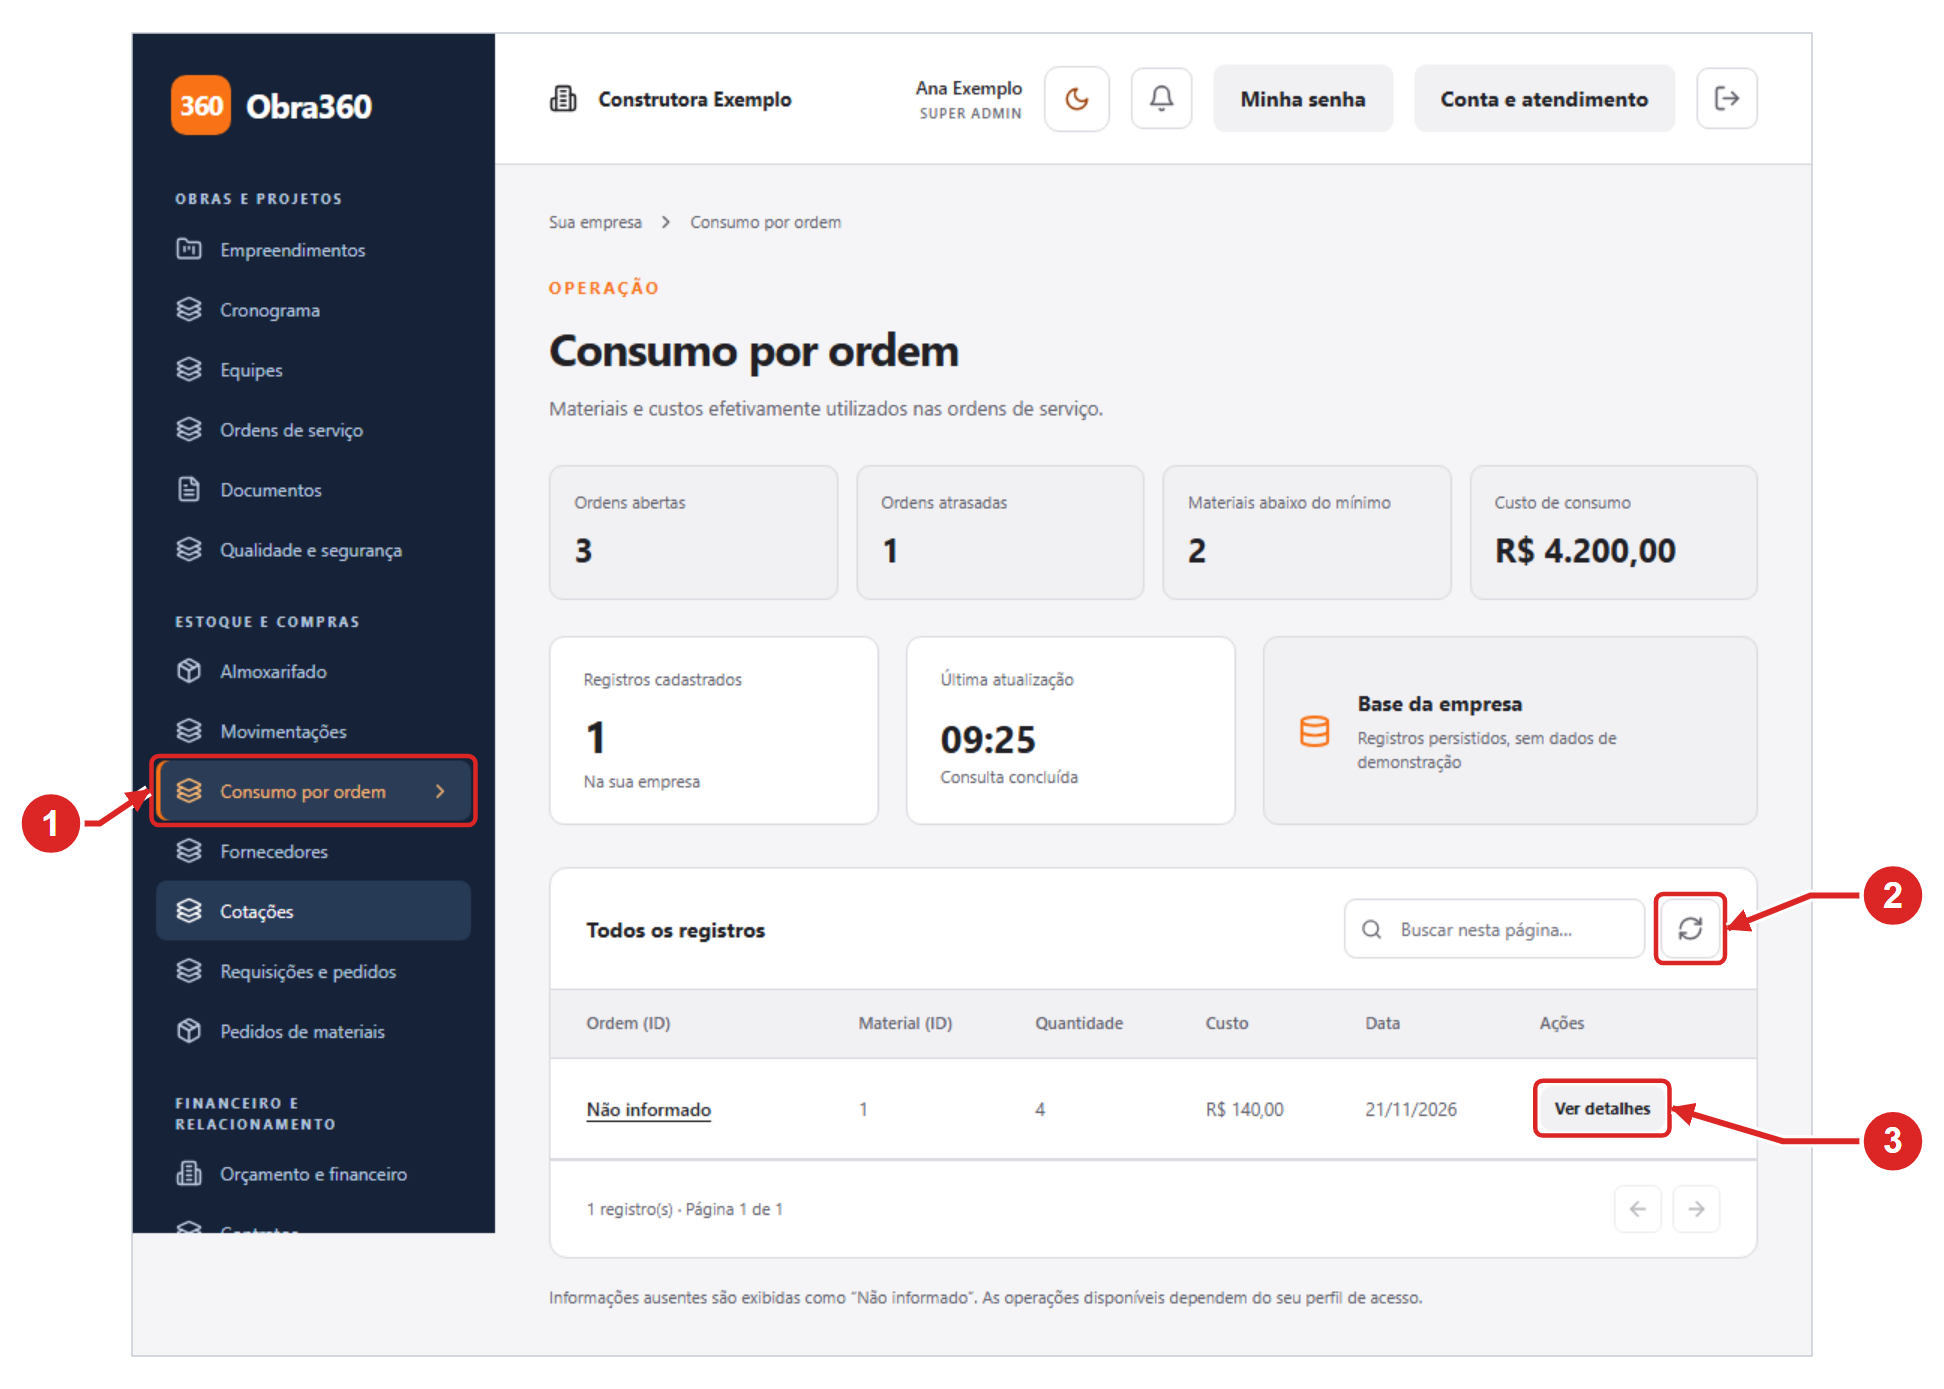 360 Obra360
OBRAS E PROJETOS
Empreendimentos
Cronograma
Equipes
Ordens de serviço
Documentos
Qualidade e segurança
ESTOQUE E COMPRAS
Almoxarifado
Movimentações
Consumo por ordem
Fornecedores
Cotações
Requisições e pedidos
Pedidos de materiais
FINANCEIRO E
RELACIONAMENTO
Orçamento e financeiro
1
Construtora Exemplo
Ana Exemplo
SUPER ADMIN
Minha senha
Conta e atendimento
Sua empresa > Consumo por ordem
OPERAÇÃO
Consumo por ordem
Materiais e custos efetivamente utilizados nas ordens de serviço.
Ordens abertas
3
Ordens atrasadas
1
Materiais abaixo do mínimo
2
Custo de consumo
R$ 4.200,00
Registros cadastrados
1
Na sua empresa
Última atualização
09:25
Consulta concluída
Base da empresa
Registros persistidos, sem dados de
demonstração
Todos os registros
Buscar nesta página...
2
Ordem (ID) Material (ID) Quantidade Custo Data Ações
Não informado 1 4 R$ 140,00 21/11/2026 Ver detalhes
3
1 registro(s) · Página 1 de 1
Informações ausentes são exibidas como "Não informado". As operações disponíveis dependem do seu perfil de acesso.